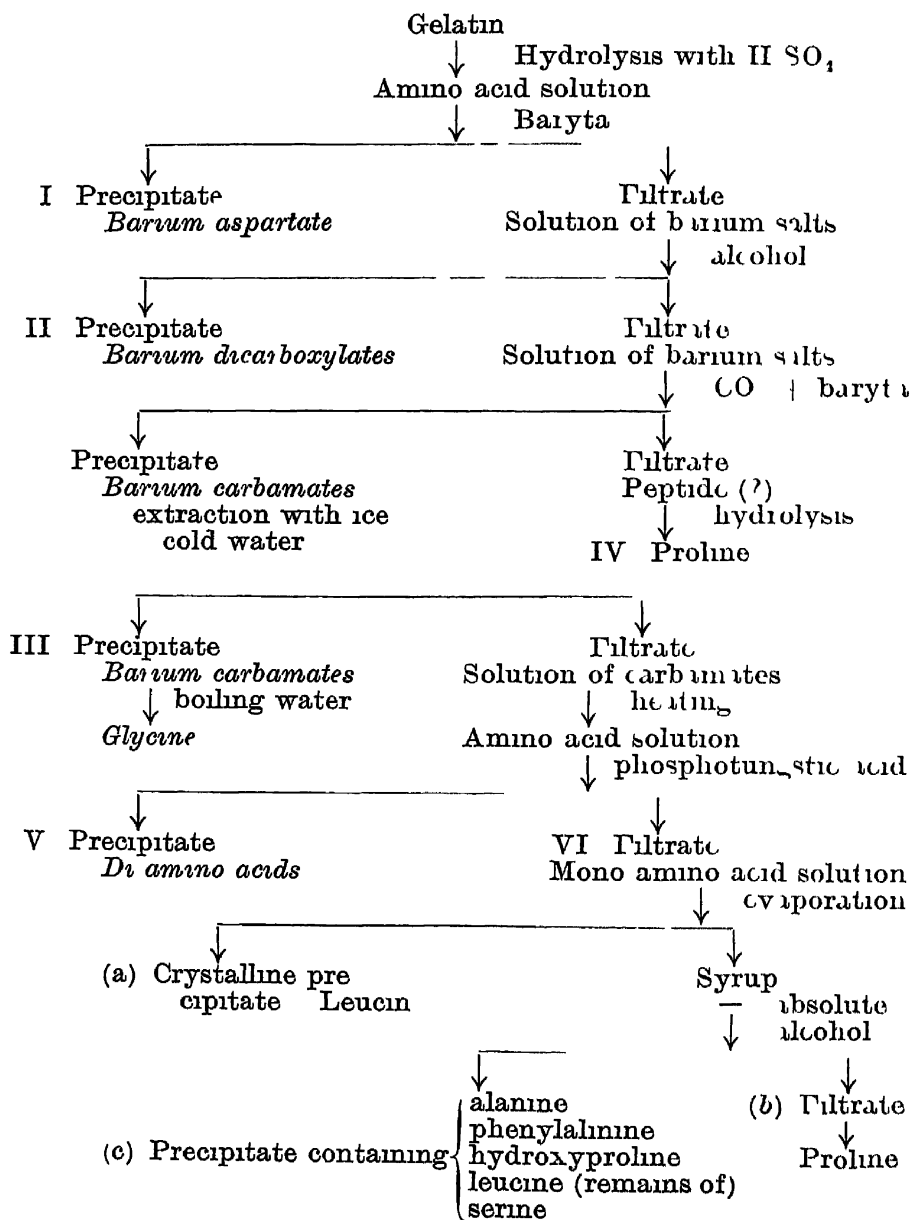 Gelatin
Hydrolysis with II SO4
Amino acid solution
Baryta
I Precipitate Filtrate
Barium aspartate Solution of barium salts
alcohol
II Precipitate Filtrate
Barium dicarboxylates Solution of barium salts
CO + baryta
Precipitate Filtrate
Barium carbamates Peptide (?)
extraction with ice hydrolysis
cold water
IV Proline
III Precipitate Filtrate
Barium carbamates Solution of carbamates
boiling water heating
Glycine Amino acid solution
phosphotungstic acid
V Precipitate VI Filtrate
Di amino acids Mono amino acid solution
evaporation
(a) Crystalline pre Syrup
cipitate Leucin absolute
alcohol
alanine (b) Filtrate
phenylalinine
(c) Precipitate containing hydroxyproline Proline
leucine (remains of)
serine